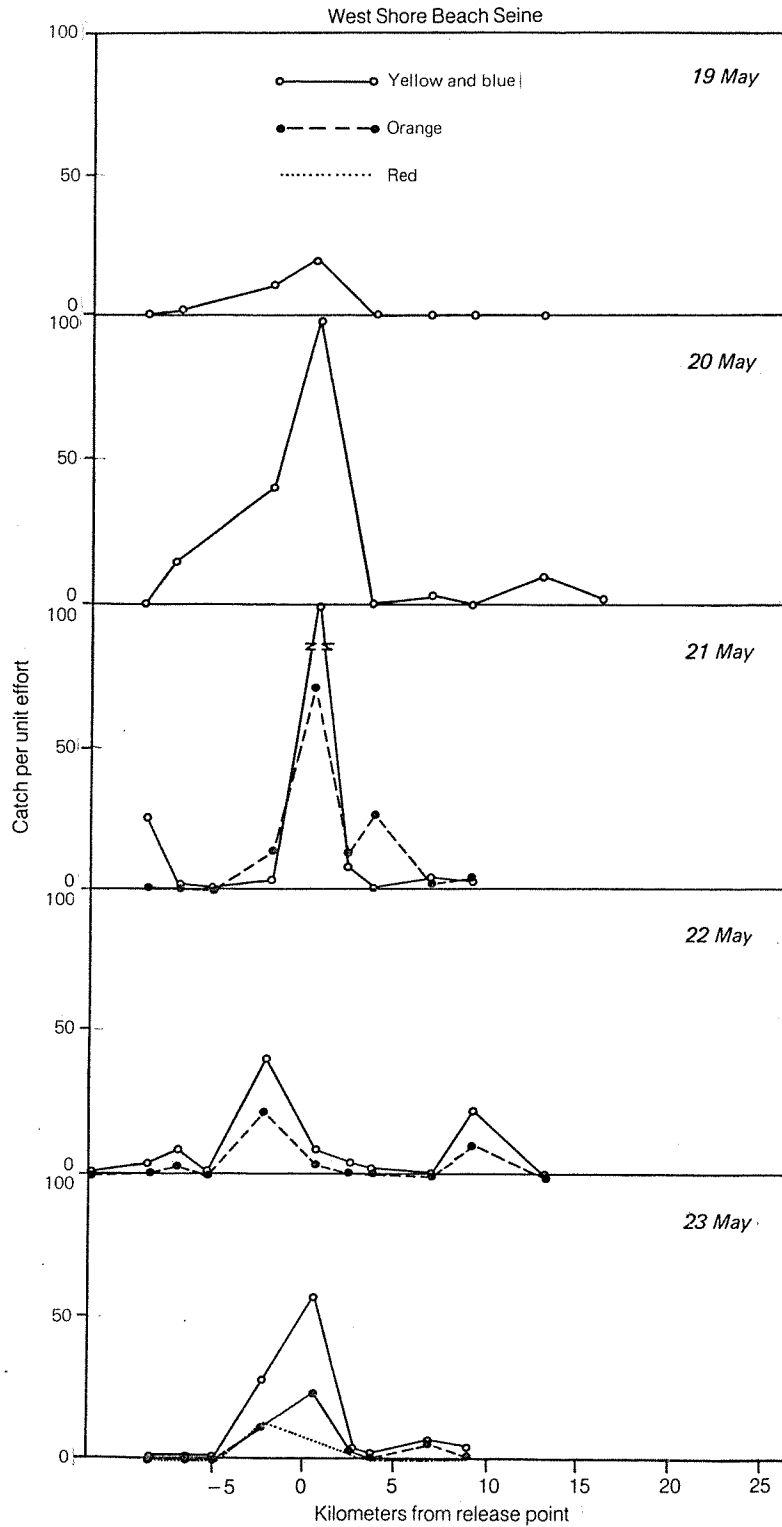 West Shore Beach Seine
100
19 May
Yellow and blue
Orange
50
Red
0
100
20 May
50
0
100
21 May
50
0
100
22 May
50
0
100
23 May
50
0
Catch per unit effort
-5 0 5 10 15 20 25
Kilometers from release point